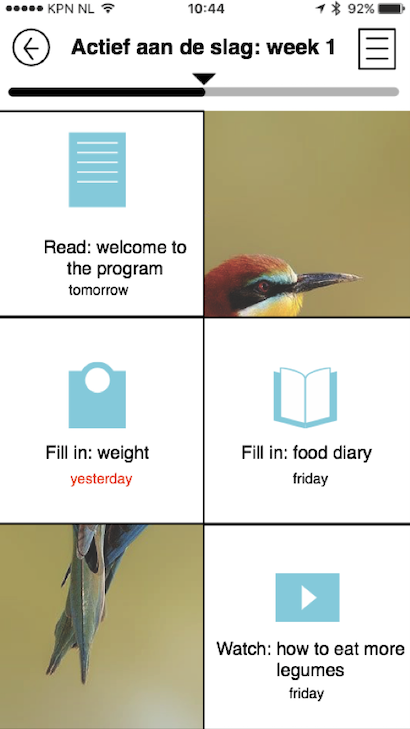 KPN NL 10:44 92%
Actief aan de slag: week 1
Read: welcome to
the program
tomorrow
Fill in: weight
yesterday
Fill in: food diary
friday
Watch: how to eat more
legumes
friday